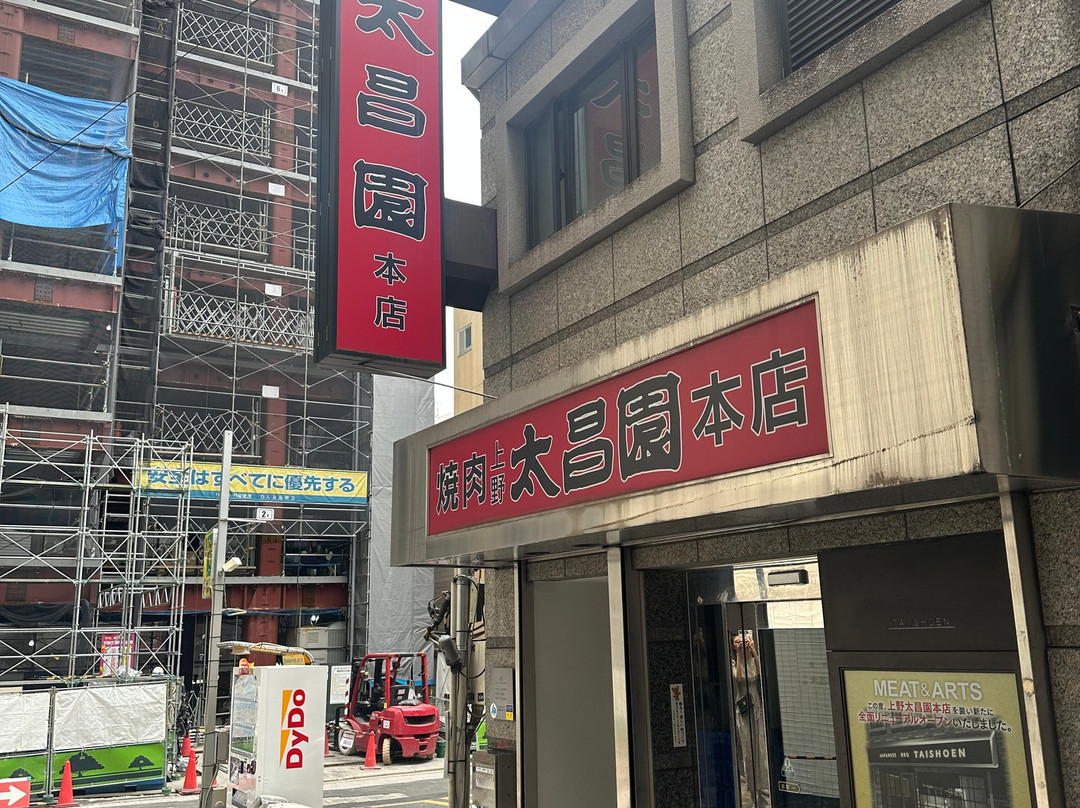 太昌園
本店
焼肉上野太昌園本店
安全はすべてに優先する
DyDo
TAISHOEN
MEAT&ARTS
この度、上野太昌園本店を装い新たに
全面リニューアルオープンいたしました。
JAPANESE BBQ TAISHOEN